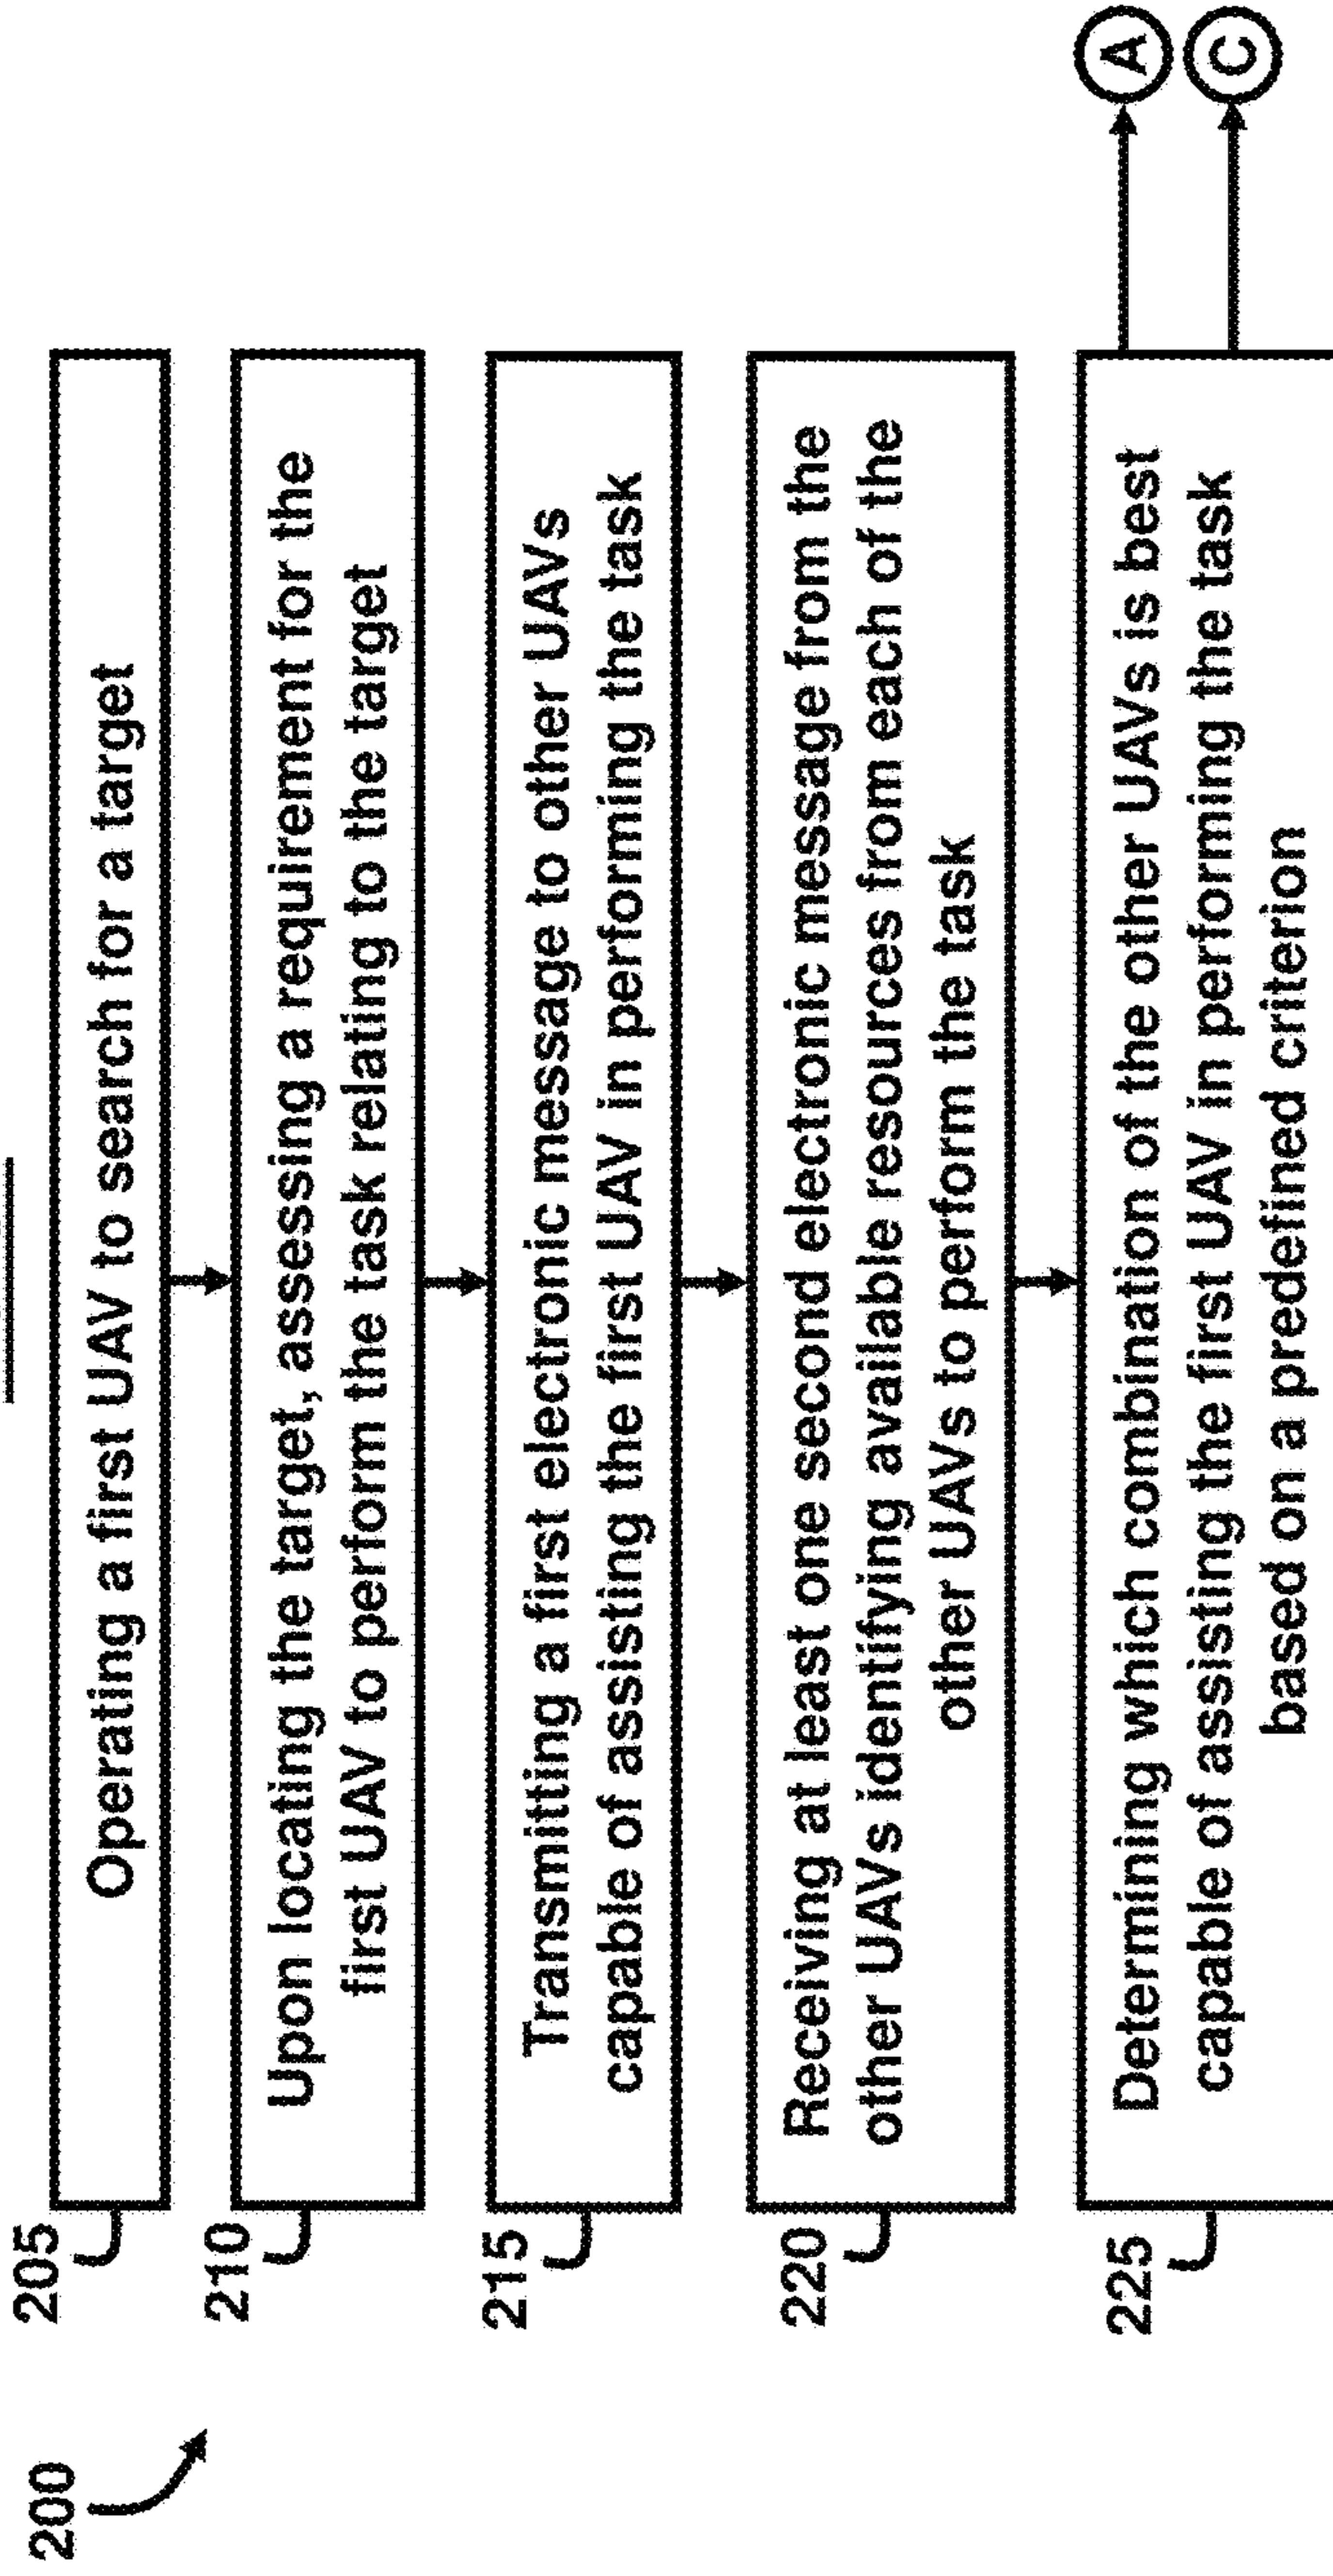 200
205
Operating a first UAV to search for a target
210
Upon locating the target, assessing a requirement for the
first UAV to perform the task relating to the target
215
Transmitting a first electronic message to other UAVs
capable of assisting the first UAV in performing the task
220
Receiving at least one second electronic message from the
other UAVs identifying available resources from each of the
other UAVs to perform the task
225
Determining which combination of the other UAVs is best
capable of assisting the first UAV in performing the task
based on a predefined criterion
A
C